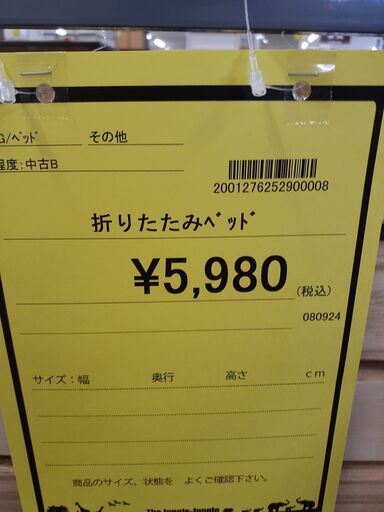 G/ﾍﾞｯﾄﾞ その他
程度:中古B
2001276252900008
折りたたみﾍﾞｯﾄﾞ
¥5,980 (税込)
080924
サイズ:幅 奥行 高さ cm
商品のサイズ、状態を よくご確認下さい。
The Jungle-Jungle